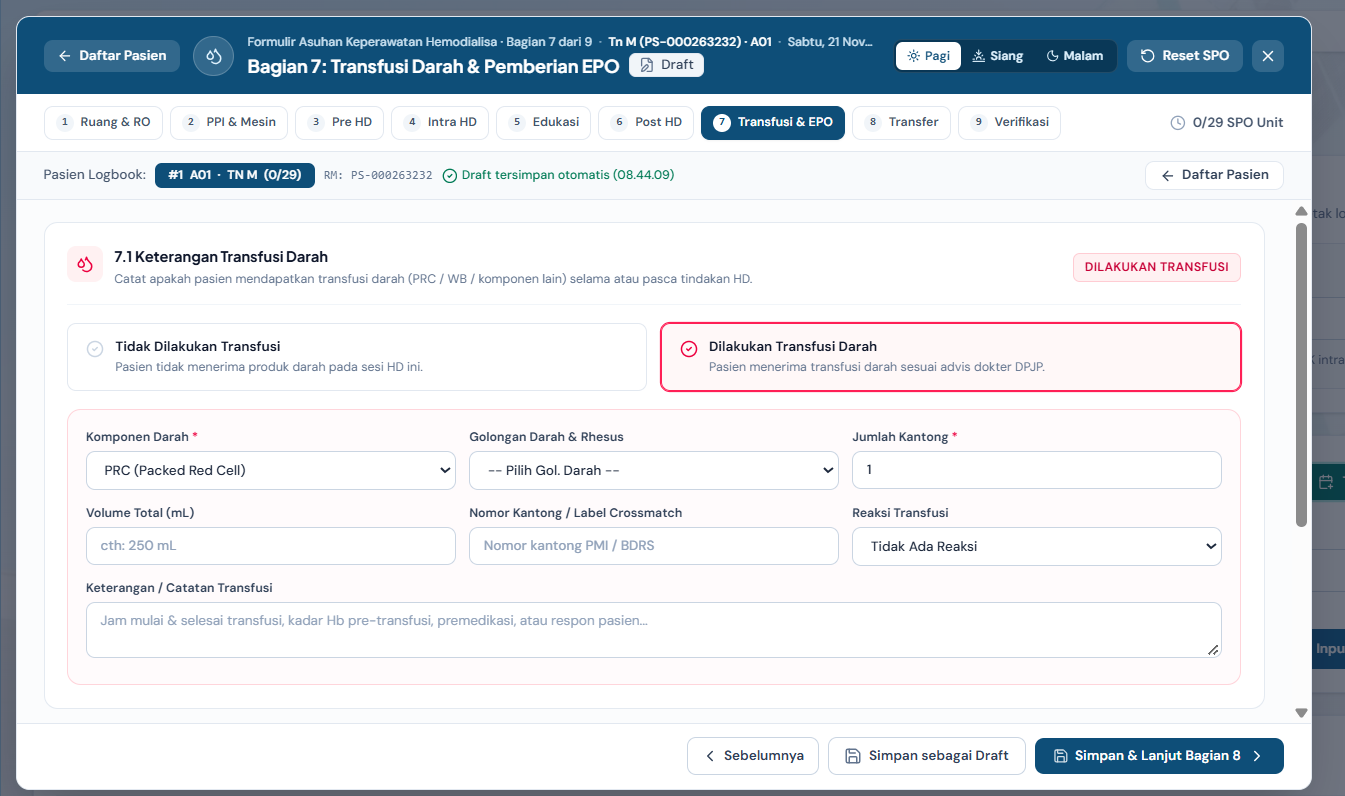 Daftar Pasien
Formulir Asuhan Keperawatan Hemodialisa · Bagian 7 dari 9 · Tn M (PS-000263232) · A01 · Sabtu, 21 Nov...
Bagian 7: Transfusi Darah & Pemberian EPO Draft
Pagi Siang Malam Reset SPO
1 Ruang & RO 2 PPI & Mesin 3 Pre HD 4 Intra HD 5 Edukasi 6 Post HD 7 Transfusi & EPO 8 Transfer 9 Verifikasi 0/29 SPO Unit
Pasien Logbook: #1 A01 · TN M (0/29) RM: PS-000263232 Draft tersimpan otomatis (08.44.09) Daftar Pasien
7.1 Keterangan Transfusi Darah
Catat apakah pasien mendapatkan transfusi darah (PRC / WB / komponen lain) selama atau pasca tindakan HD.
DILAKUKAN TRANSFUSI
Tidak Dilakukan Transfusi
Pasien tidak menerima produk darah pada sesi HD ini.
Dilakukan Transfusi Darah
Pasien menerima transfusi darah sesuai advis dokter DPJP.
Komponen Darah * Golongan Darah & Rhesus Jumlah Kantong *
PRC (Packed Red Cell) -- Pilih Gol. Darah -- 1
Volume Total (mL) Nomor Kantong / Label Crossmatch Reaksi Transfusi
cth: 250 mL Nomor kantong PMI / BDRS Tidak Ada Reaksi
Keterangan / Catatan Transfusi
Jam mulai & selesai transfusi, kadar Hb pre-transfusi, premedikasi, atau respon pasien...
Sebelumnya Simpan sebagai Draft Simpan & Lanjut Bagian 8
tak lo
intra
Inpu